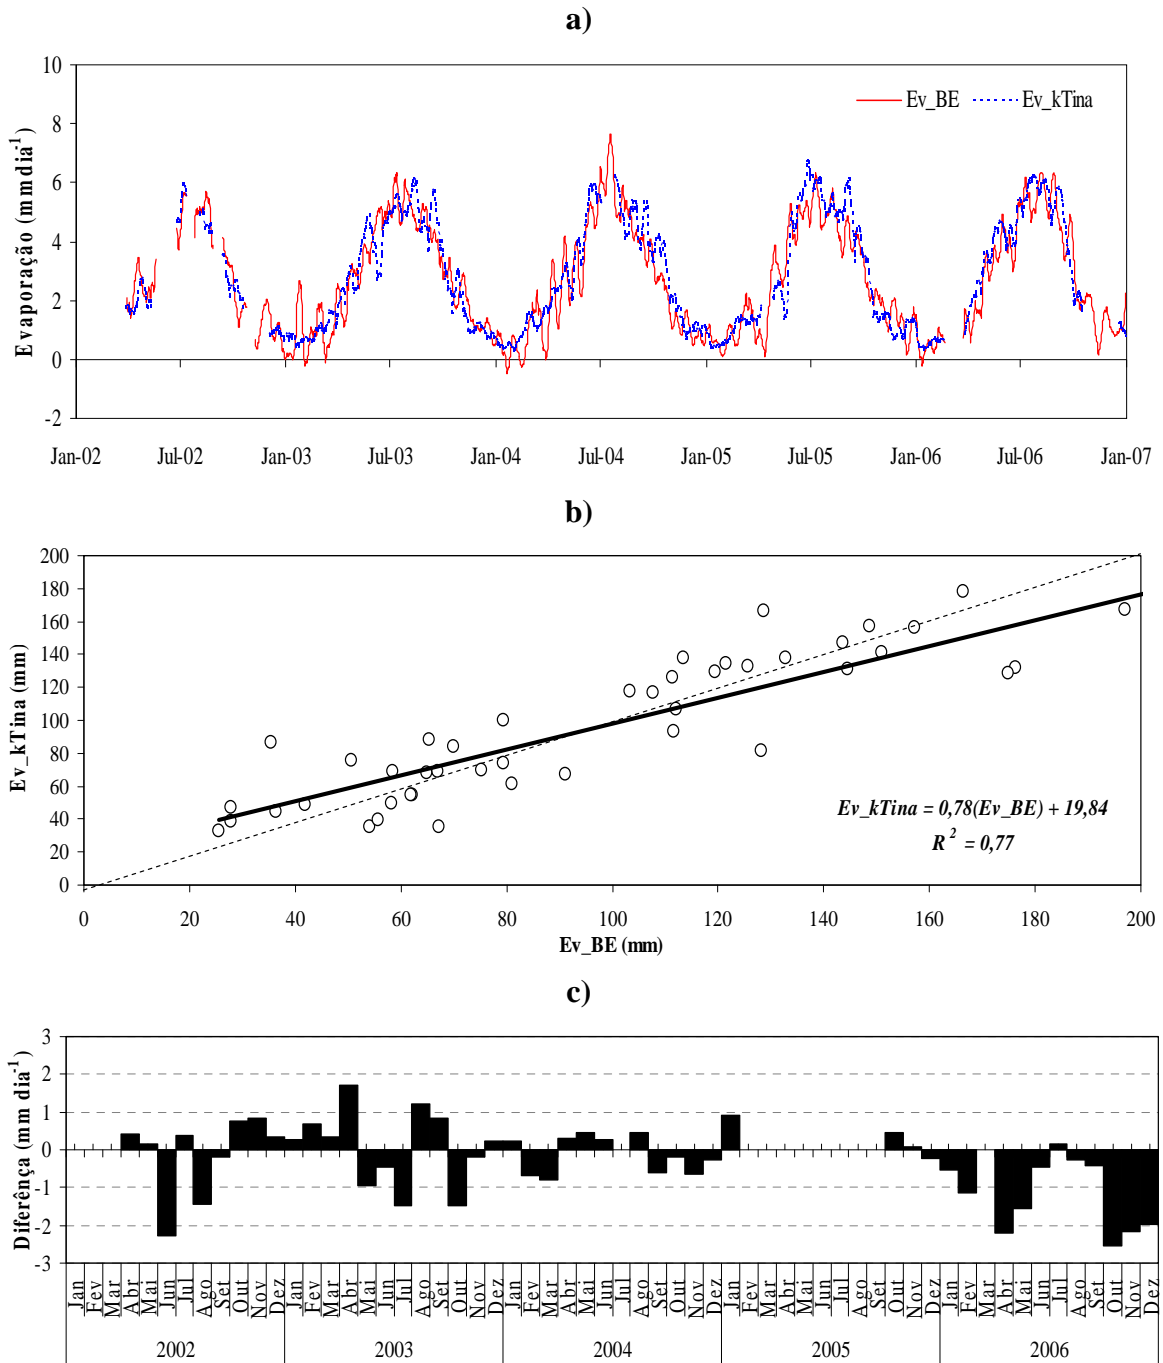 a)
Evaporação (mmdia-1)
10
8
6
4
2
0
-2
Ev_BE Ev_kTina
Jan-02 Jul-02 Jan-03 Jul-03 Jan-04 Jul-04 Jan-05 Jul-05 Jan-06 Jul-06 Jan-07
b)
Ev_kTina (mm)
200
180
160
140
120
100
80
60
40
20
0
Ev_kTina = 0,78(Ev_BE) + 19,84
R 2 = 0,77
0 20 40 60 80 100 120 140 160 180 200
Ev_BE (mm)
c)
Diferênça (mm dia-1)
3
2
1
0
-1
-2
-3
Jan Fev Mar Abr Mai Jun Jul Ago Set Out Nov Dez Jan Fev Mar Abr Mai Jun Jul Ago Set Out Nov Dez Jan Fev Mar Abr Mai Jun Jul Ago Set Out Nov Dez Jan Fev Mar Abr Mai Jun Jul Ago Set Out Nov Dez Jan Fev Mar Abr Mai Jun Jul Ago Set Out Nov Dez
2002 2003 2004 2005 2006